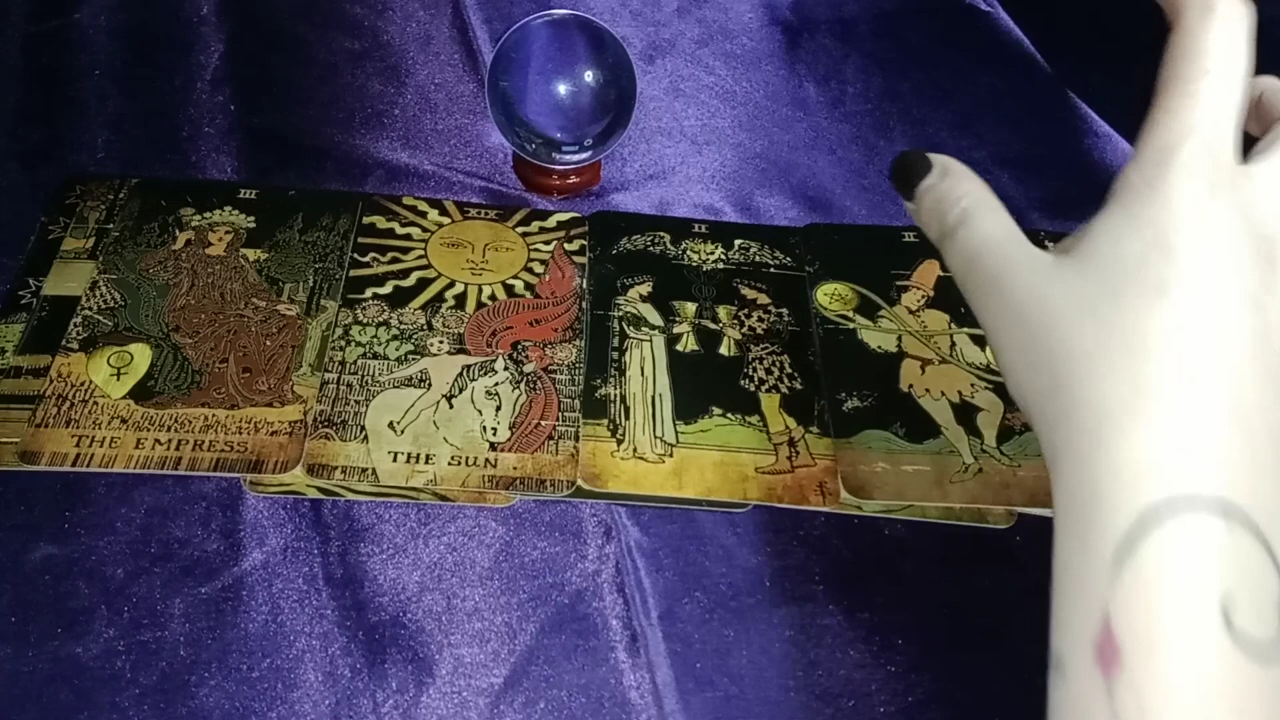 III
THE EMPRESS.
XIX
THE SUN.
II
II